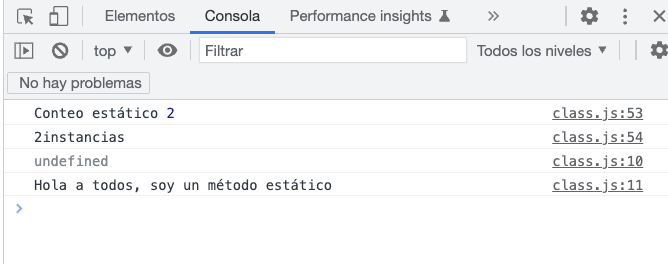 Elementos Consola Performance insights
top Filtrar Todos los niveles
No hay problemas
Conteo estático 2 class.js:53
2instancias class.js:54
undefined class.js:10
Hola a todos, soy un método estático class.js:11